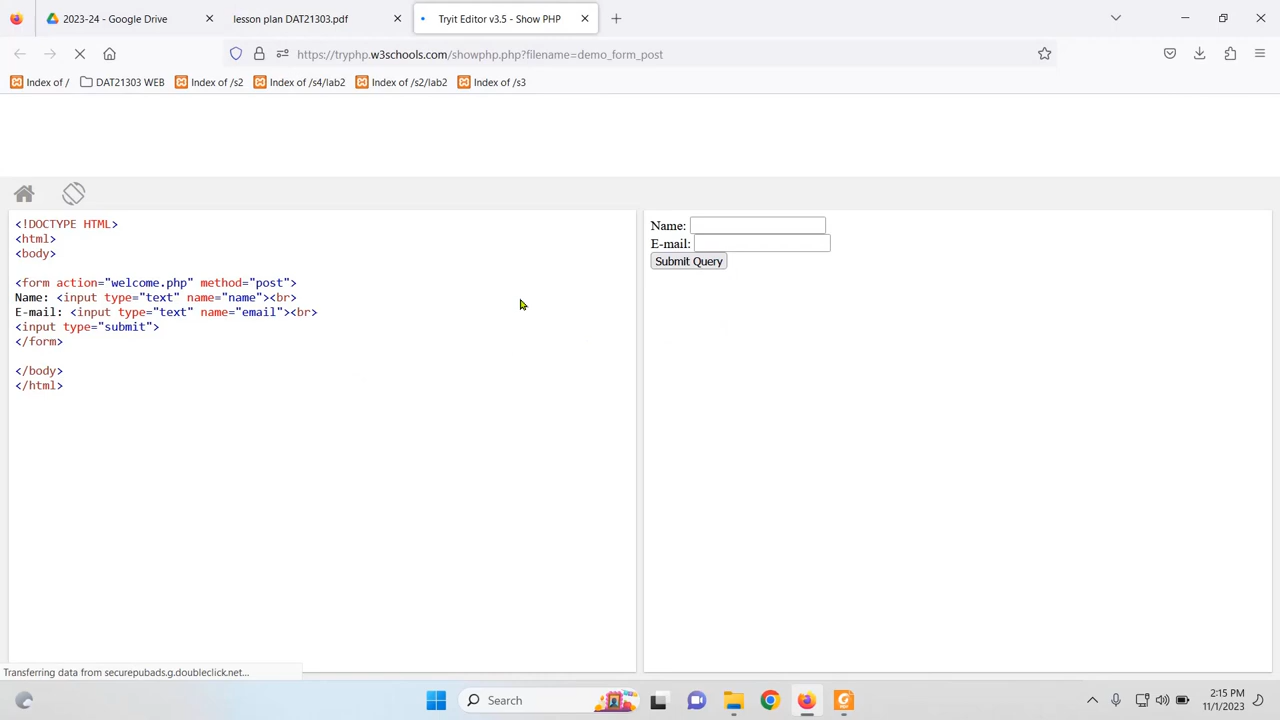 2023-24 - Google Drive
lesson plan DAT21303.pdf
Tryit Editor v3.5 - Show PHP
https://tryphp.w3schools.com/showphp.php?filename=demo_form_post
Index of /
DAT21303 WEB
Index of /s2
Index of /s4/lab2
Index of /s2/lab2
Index of /s3
<!DOCTYPE HTML>
<html>
<body>
<form action="welcome.php" method="post">
Name: <input type="text" name="name"><br>
E-mail: <input type="text" name="email"><br>
<input type="submit">
</form>
</body>
</html>
Name:
E-mail:
Submit Query
Transferring data from securepubads.g.doubleclick.net...
Search
2:15 PM
11/1/2023